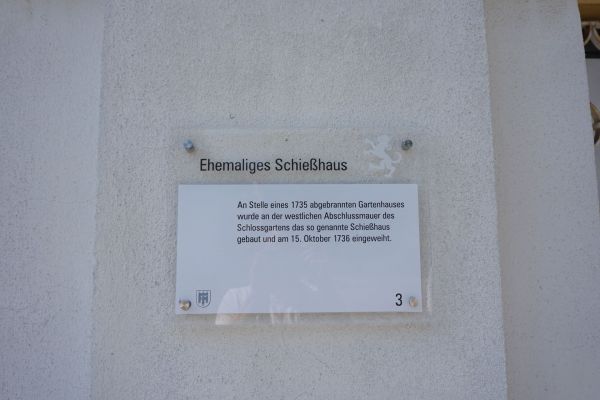 Ehemaliges Schießhaus
An Stelle eines 1735 abgebrannten Gartenhauses
wurde an der westlichen Abschlussmauer des
Schlossgartens das so genannte Schießhaus
gebaut und am 15. Oktober 1736 eingeweiht.
3